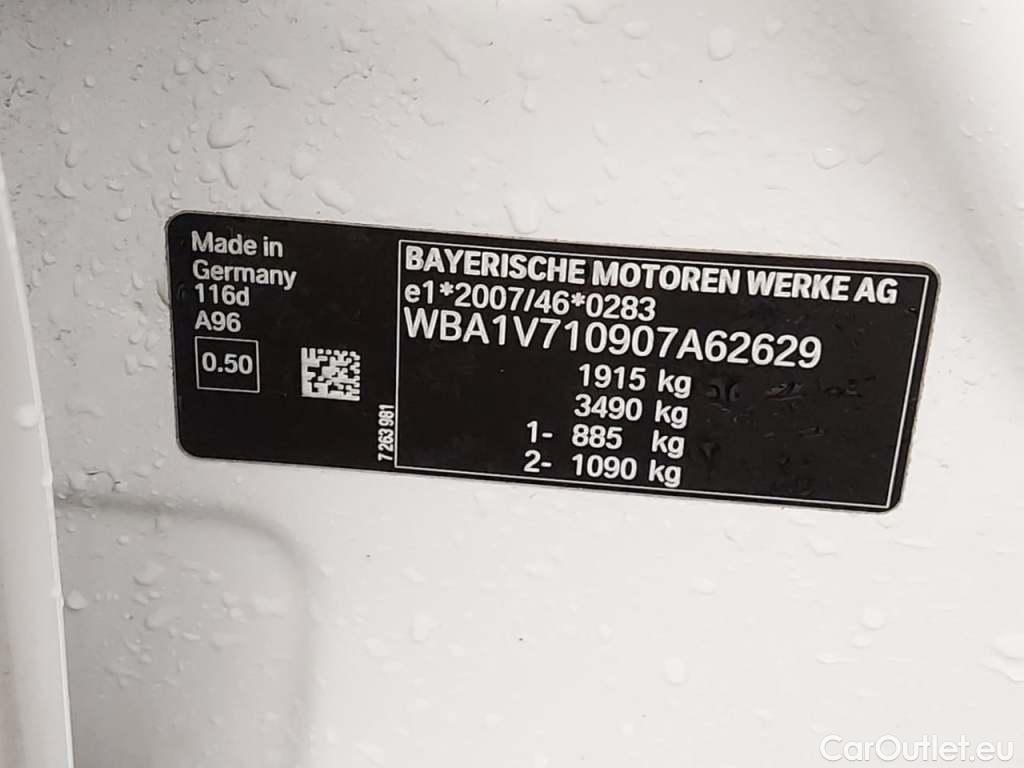 Made in
Germany
116d
A96
0.50
7 263 981
BAYERISCHE MOTOREN WERKE AG
e1*2007/46*0283
WBA1V710907A62629
1915 kg
3490 kg
1- 885 kg
2- 1090 kg
CarOutlet.eu